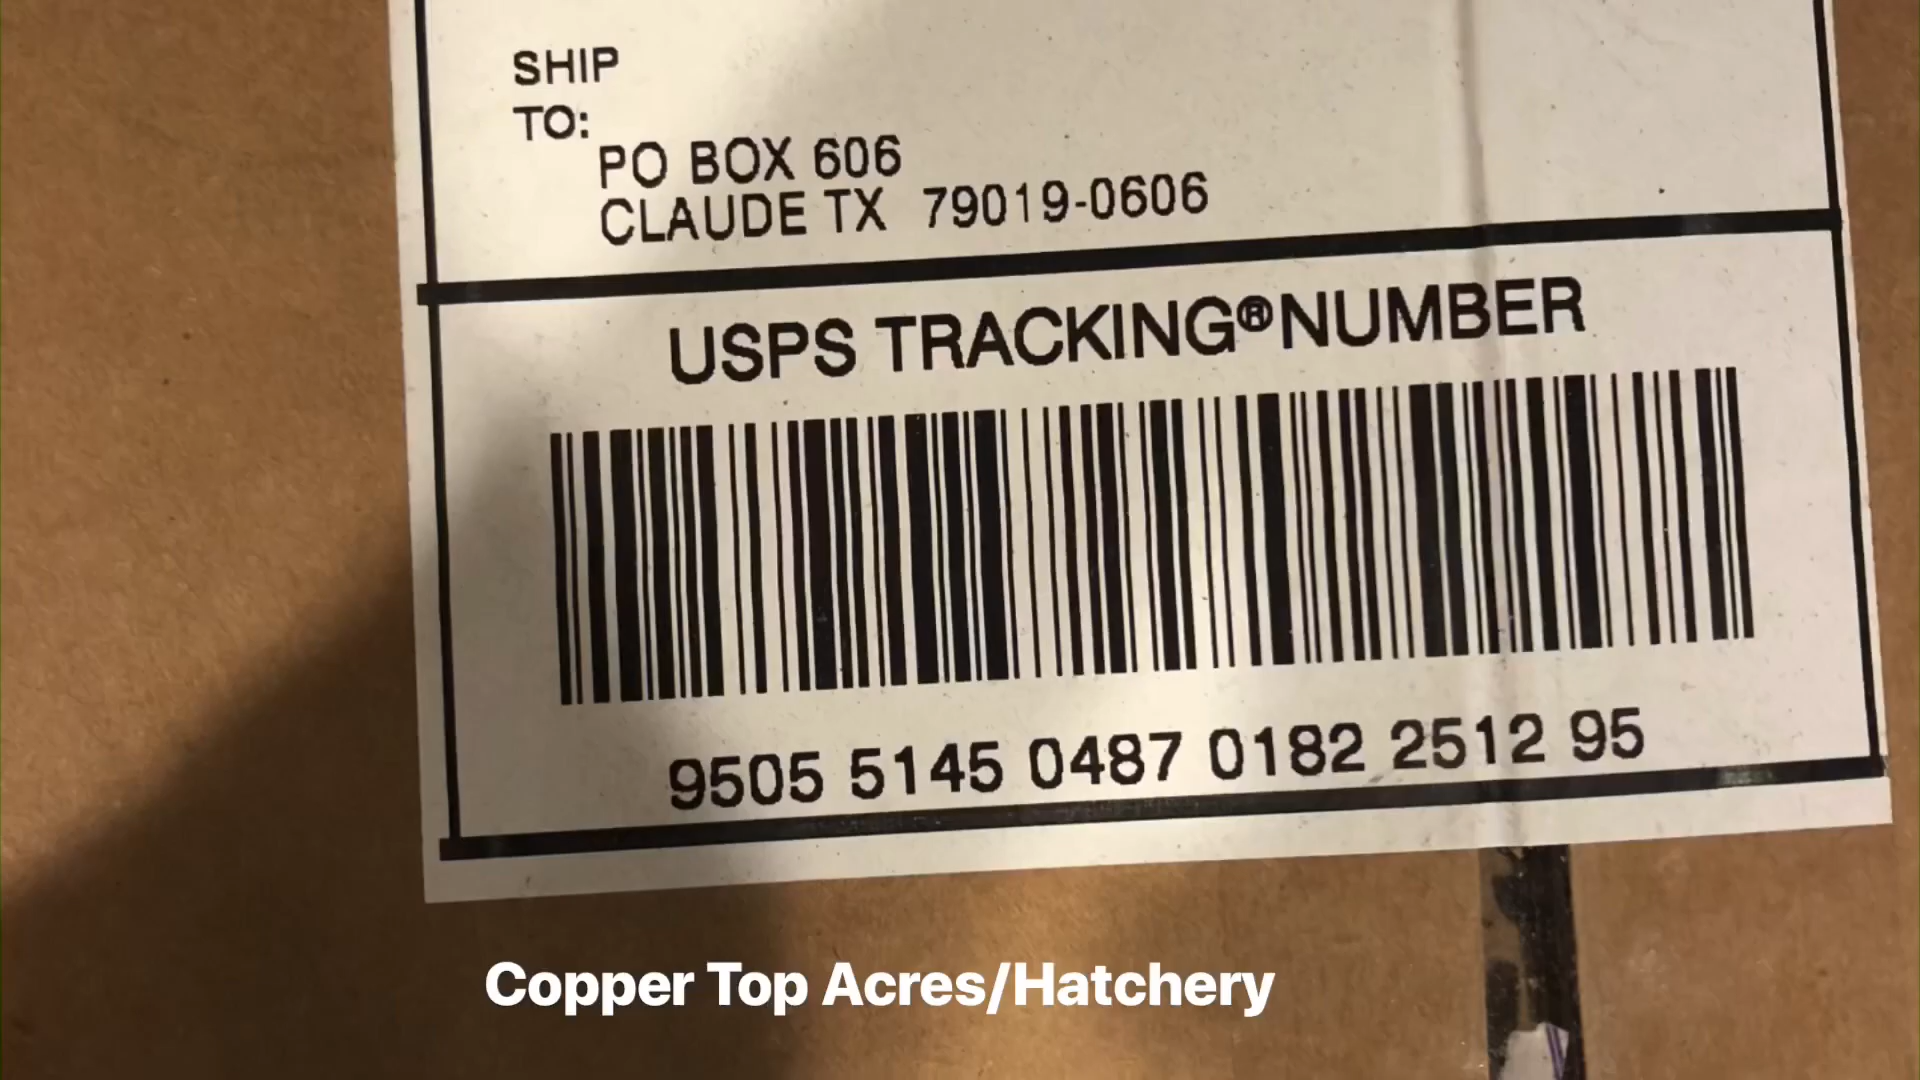 SHIP
TO:
PO BOX 606
CLAUDE TX 79019-0606
USPS TRACKING® NUMBER
9505 5145 0487 0182 2512 95
Copper Top Acres/Hatchery